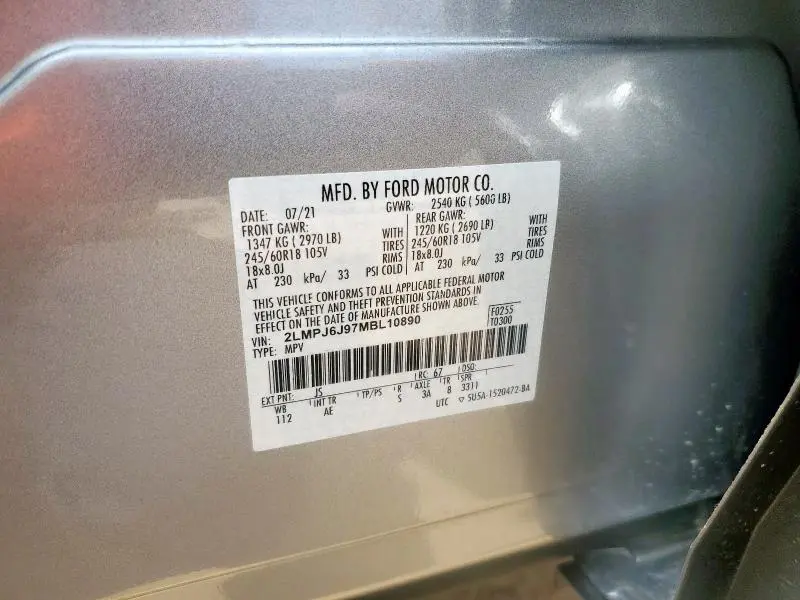 MFD. BY FORD MOTOR CO.
DATE: 07/21 GVWR: 2540 KG ( 5600 LB)
FRONT GAWR: REAR GAWR:
1347 KG ( 2970 LB) WITH 1220 KG ( 2690 LB) WITH
245/60R18 105V TIRES 245/60R18 105V TIRES
18x8.0J RIMS 18x8.0J RIMS
AT 230 kPa/ 33 PSI COLD AT 230 kPa/ 33 PSI COLD
THIS VEHICLE CONFORMS TO ALL APPLICABLE FEDERAL MOTOR
VEHICLE SAFETY AND THEFT PREVENTION STANDARDS IN
EFFECT ON THE DATE OF MANUFACTURE SHOWN ABOVE.
VIN: 2LMPJ6J97MBL10890 F0255
TYPE: MPV T0300
EXT PNT: JS RC: 67 DSO:
WB INT TR TP/PS R AXLE TR SPR
112 AE S 3A 8 3311
UTC 5U5A-1520472-BA